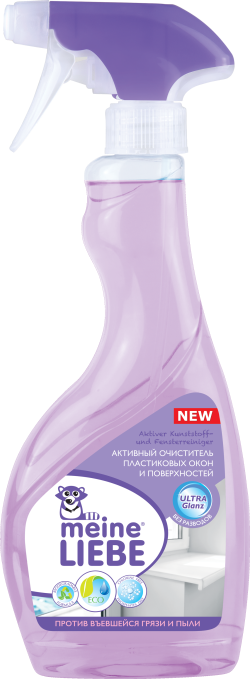 NEW
Aktiver Kunststoff-
und Fensterreiniger
АКТИВНЫЙ ОЧИСТИТЕЛЬ
ПЛАСТИКОВЫХ ОКОН
И ПОВЕРХНОСТЕЙ
ULTRA
Glanz
БЕЗ РАЗВОДОВ
meine®
LIEBE
ECO
ПРОТИВ ВЪЕВШЕЙСЯ ГРЯЗИ И ПЫЛИ